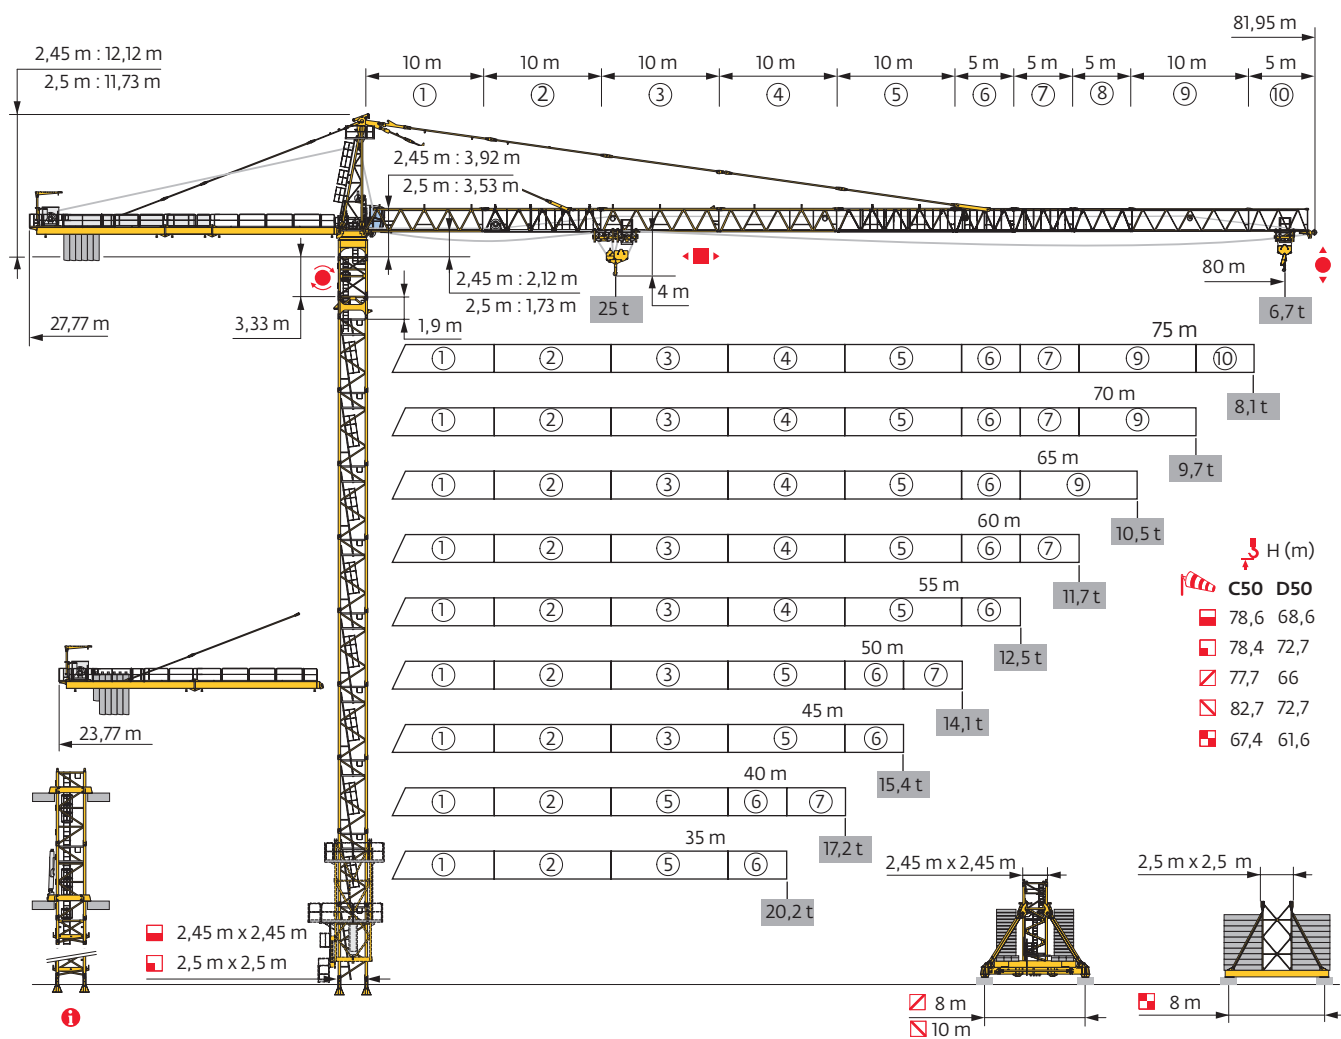 81,95 m
2,45 m : 12,12 m
2,5 m : 11,73 m
10 m 10 m 10 m 10 m 10 m 5 m 5 m 5 m 10 m 5 m
① ② ③ ④ ⑤ ⑥ ⑦ ⑧ ⑨ ⑩
2,45 m : 3,92 m
2,5 m : 3,53 m
2,45 m : 2,12 m
2,5 m : 1,73 m
4 m
80 m
25 t
6,7 t
27,77 m
3,33 m
1,9 m
75 m
① ② ③ ④ ⑤ ⑥ ⑦ ⑨ ⑩
8,1 t
70 m
① ② ③ ④ ⑤ ⑥ ⑦ ⑨
9,7 t
65 m
① ② ③ ④ ⑤ ⑥ ⑨
10,5 t
60 m
① ② ③ ④ ⑤ ⑥ ⑦
11,7 t
55 m
① ② ③ ④ ⑤ ⑥
12,5 t
50 m
① ② ③ ⑤ ⑥ ⑦
14,1 t
45 m
① ② ③ ⑤ ⑥
15,4 t
40 m
① ② ⑤ ⑥ ⑦
17,2 t
35 m
① ② ⑤ ⑥
20,2 t
H (m)
C50 D50
78,6 68,6
78,4 72,7
77,7 66
82,7 72,7
67,4 61,6
23,77 m
2,45 m x 2,45 m
2,5 m x 2,5 m
i
2,45 m x 2,45 m
8 m
10 m
2,5 m x 2,5 m
8 m